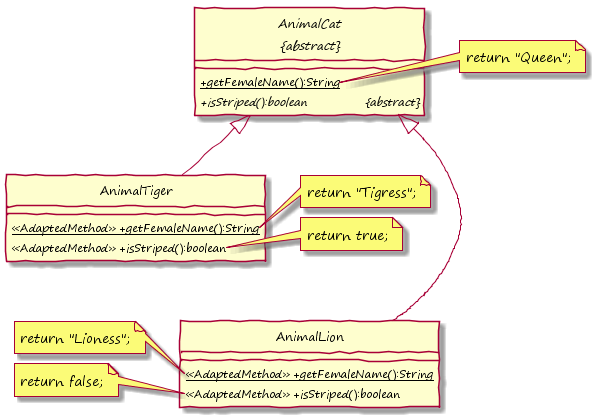 AnimalCat
{abstract}
+getFemaleName():String
+isStriped():boolean {abstract}
return "Queen";
AnimalTiger
«AdaptedMethod» +getFemaleName():String
«AdaptedMethod» +isStriped():boolean
return "Tigress";
return true;
AnimalLion
«AdaptedMethod» +getFemaleName():String
«AdaptedMethod» +isStriped():boolean
return "Lioness";
return false;